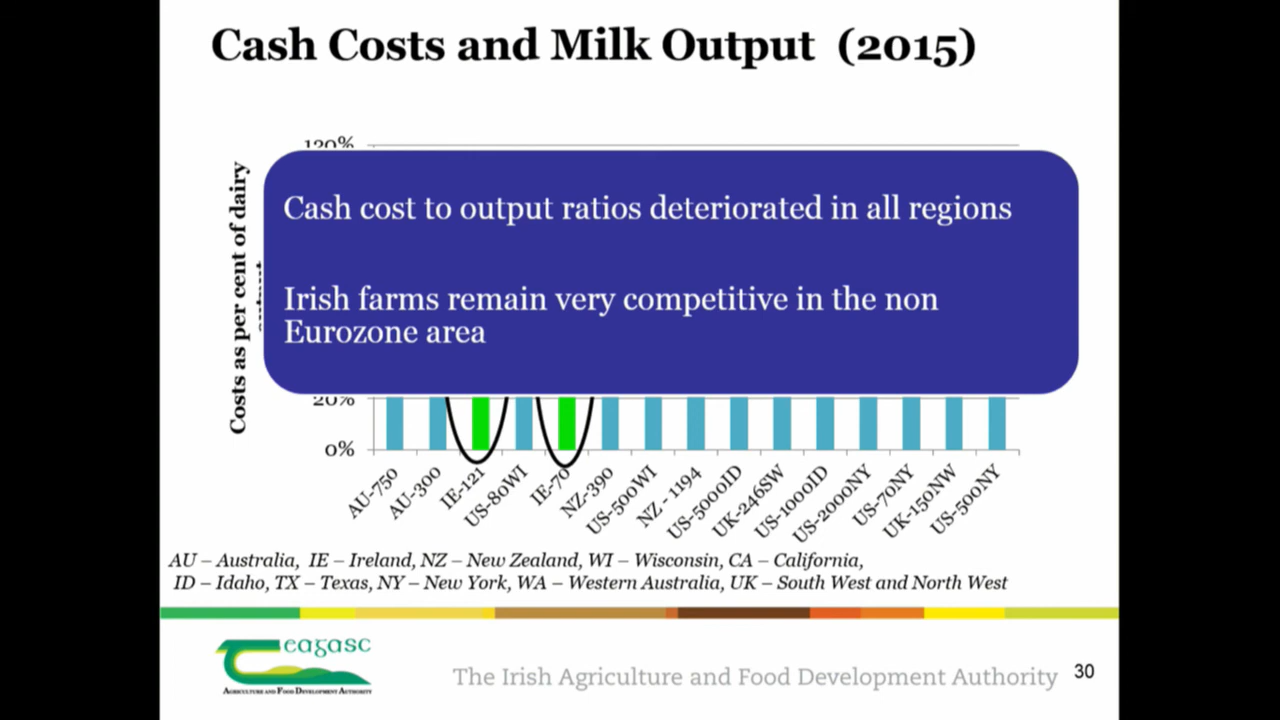 Cash Costs and Milk Output (2015)
120%
Costs as per cent of dairy
Cash cost to output ratios deteriorated in all regions
Irish farms remain very competitive in the non
Eurozone area
20%
0%
AU-750
AU-300
IE-121
US-80WI
IE-70
NZ-390
US-500WI
NZ - 1194
US-5000ID
UK-246SW
US-1000ID
US-2000NY
US-70NY
UK-150NW
US-500NY
AU – Australia, IE – Ireland, NZ – New Zealand, WI – Wisconsin, CA – California,
ID – Idaho, TX – Texas, NY – New York, WA – Western Australia, UK – South West and North West
eagasc
AGRICULTURE AND FOOD DEVELOPMENT AUTHORITY
The Irish Agriculture and Food Development Authority
30